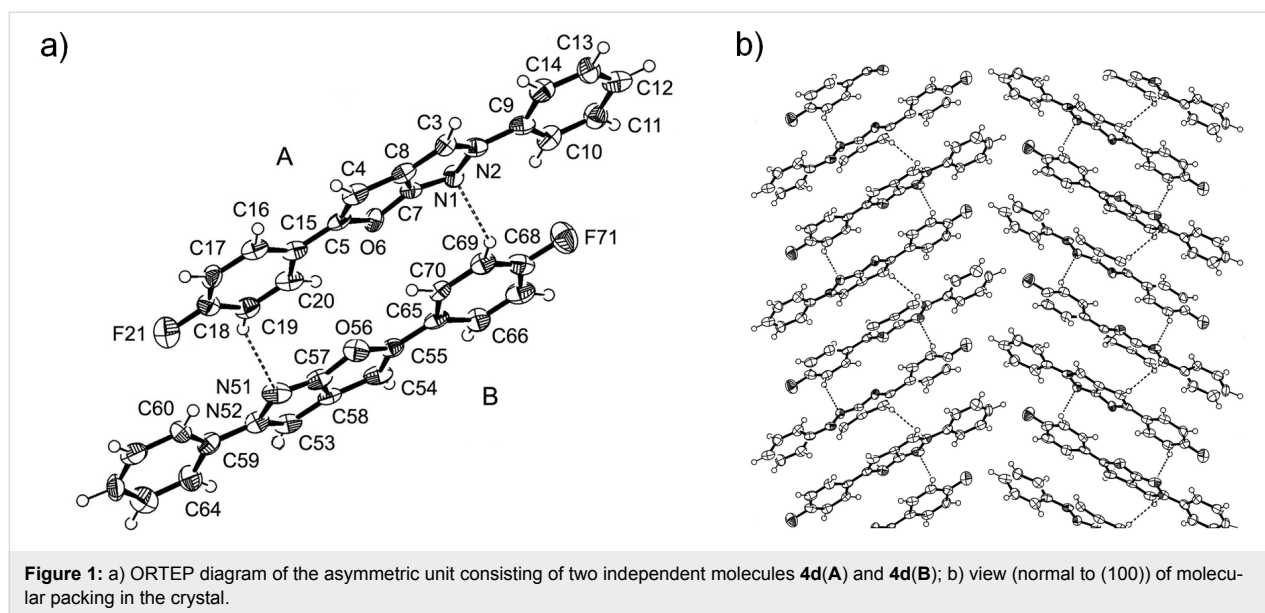 a)
b)
C13
C14
C12
C9
C3
C11
A
C8
C10
C4
N2
N1
C16
C15
C7
C17
C5
O6
C69
C68
F71
C70
C20
C65
F21
C18
C19
O56
C66
C57
C55
N51
C54
B
C60
N52
C58
C53
C59
C64
Figure 1: a) ORTEP diagram of the asymmetric unit consisting of two independent molecules 4d(A) and 4d(B); b) view (normal to (100)) of molecu-
lar packing in the crystal.